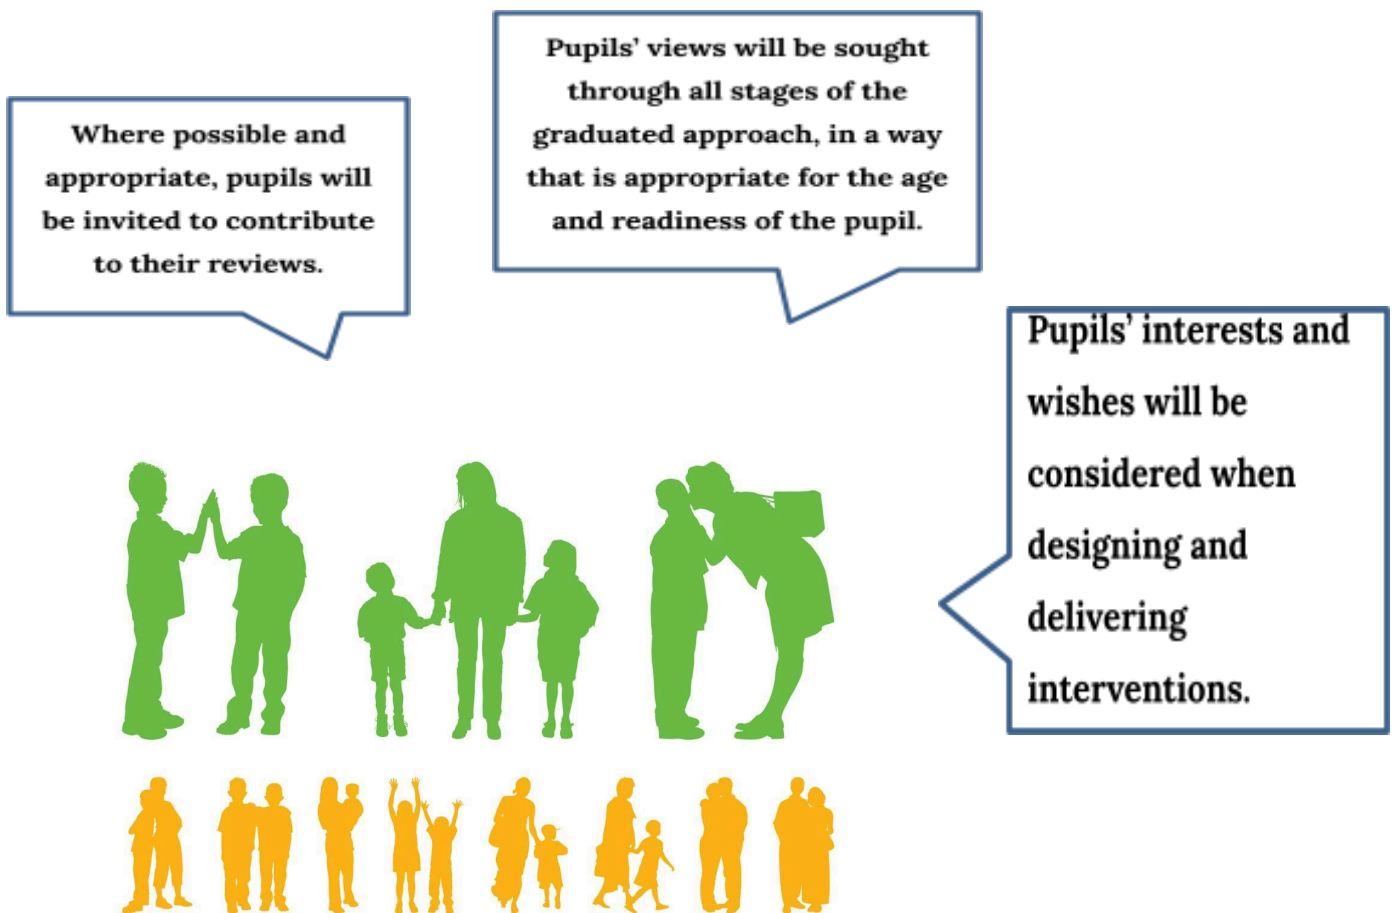 Where possible and
appropriate, pupils will
be invited to contribute
to their reviews.
Pupils’ views will be sought
through all stages of the
graduated approach, in a way
that is appropriate for the age
and readiness of the pupil.
Pupils’ interests and
wishes will be
considered when
designing and
delivering
interventions.